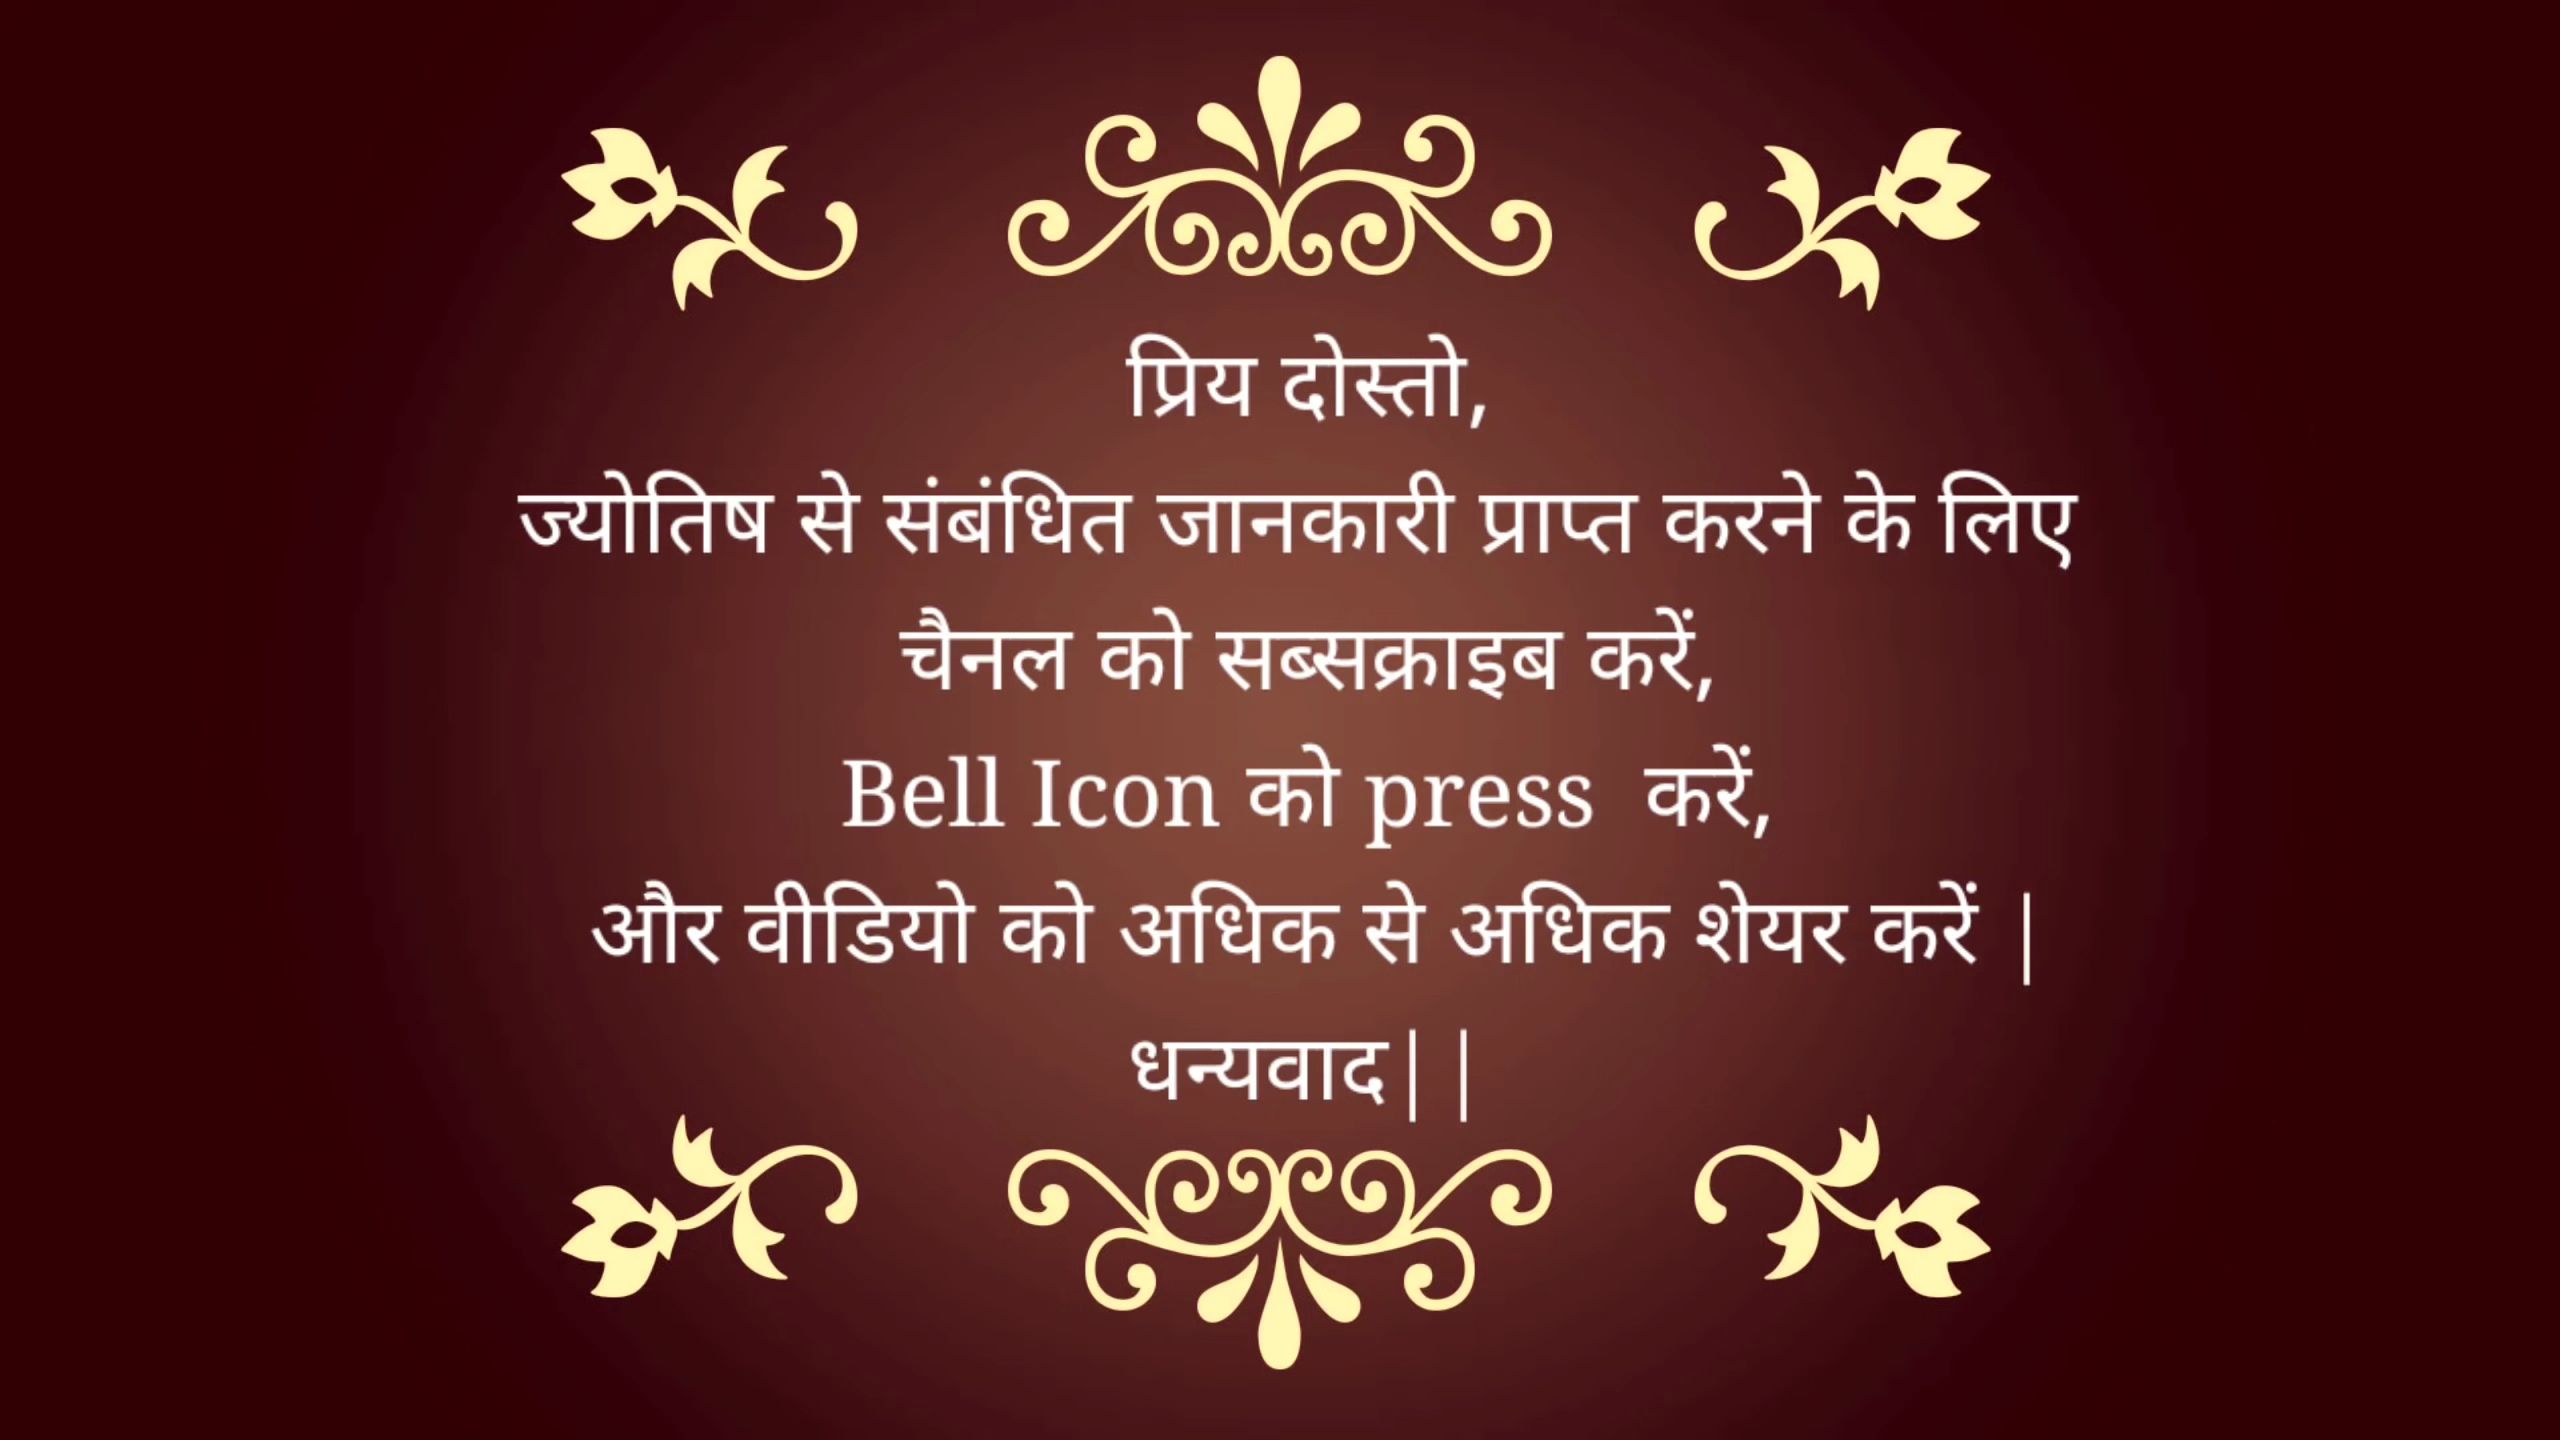 प्रिय दोस्तो,
ज्योतिष से संबंधित जानकारी प्राप्त करने के लिए
चैनल को सब्सक्राइब करें,
Bell Icon को press  करें,
और वीडियो को अधिक से अधिक शेयर करें |
धन्यवाद||